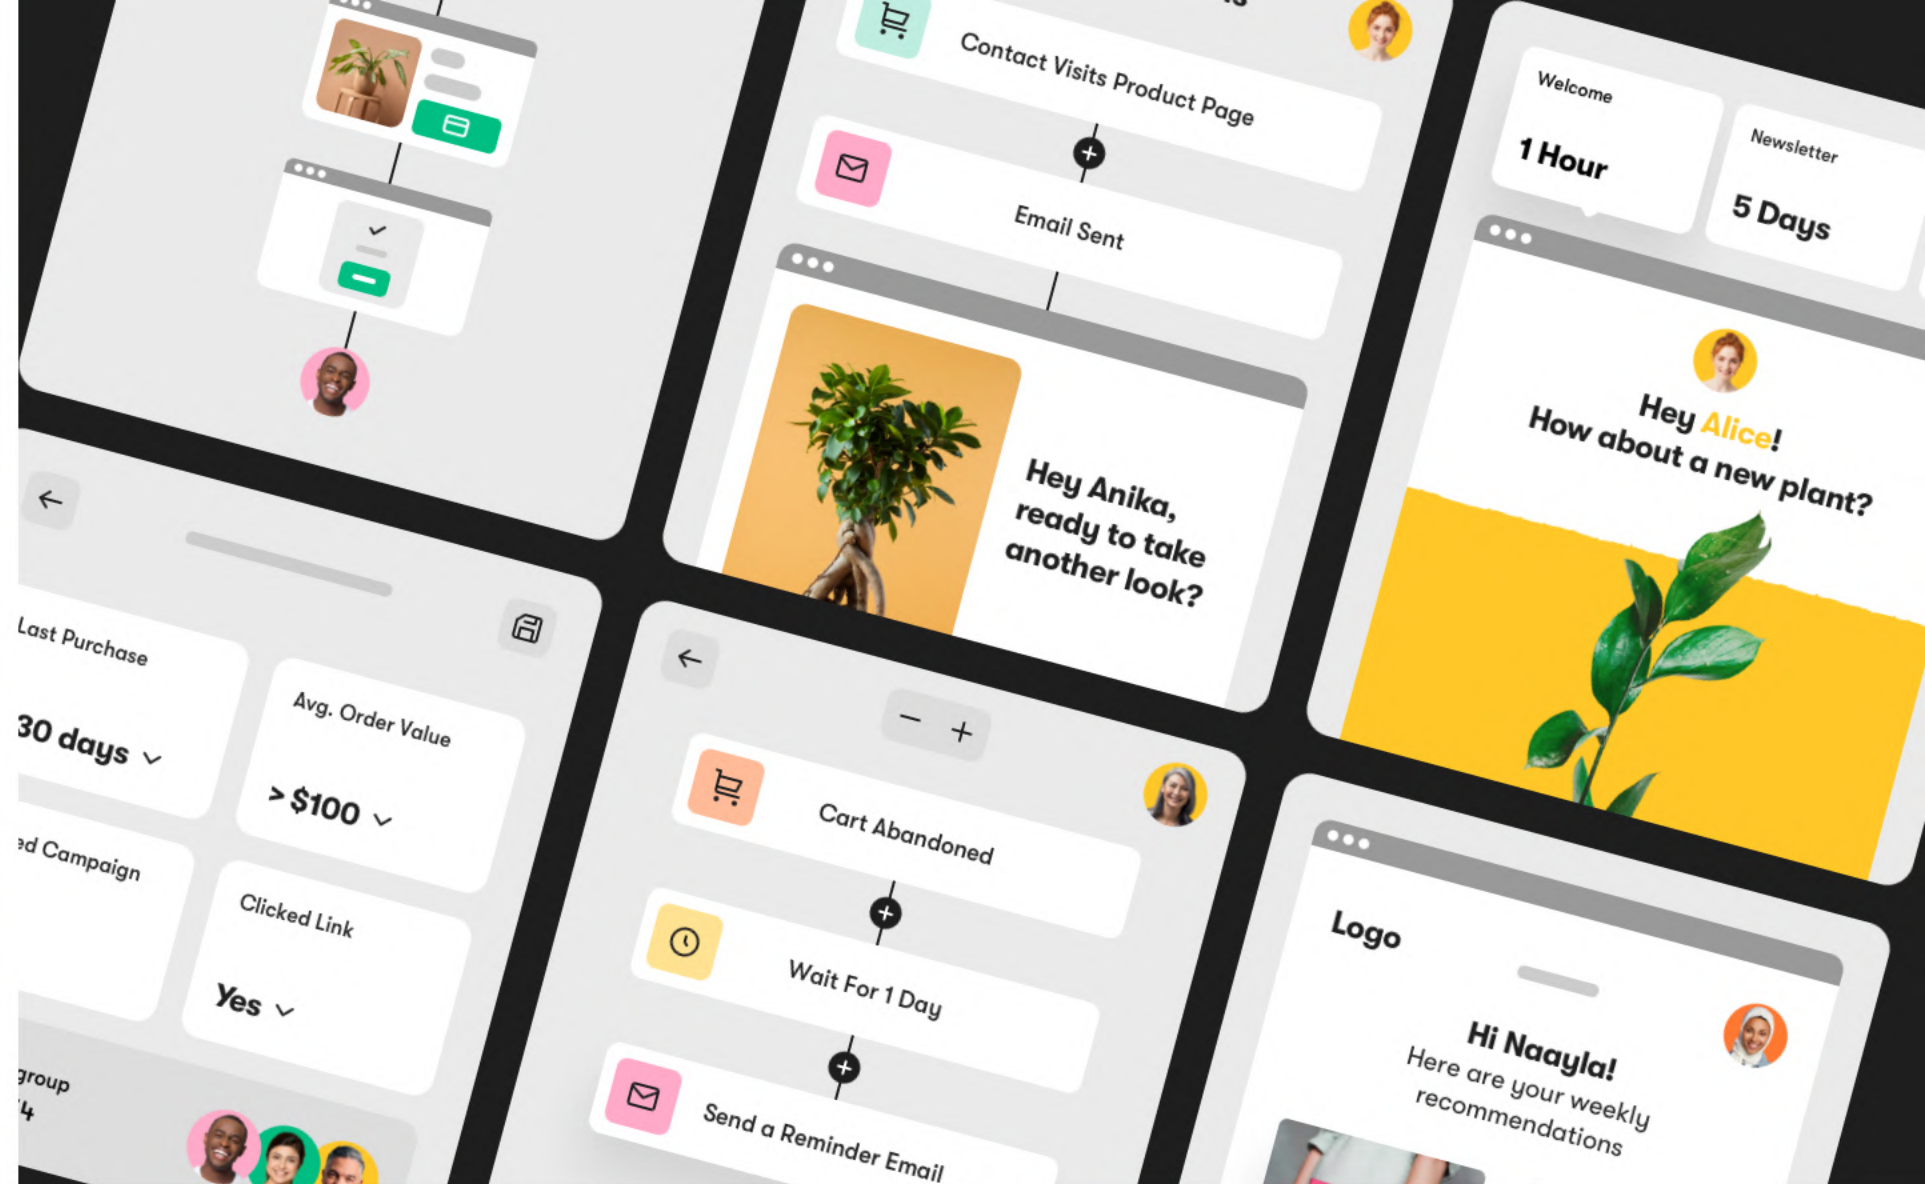 Contact Visits Product Page
Email Sent
Hey Anika,
ready to take
another look?
Welcome
1 Hour
Newsletter
5 Days
Hey Alice!
How about a new plant?
Last Purchase
30 days
Avg. Order Value
> $100
Campaign
Clicked Link
Yes
group
Cart Abandoned
Wait For 1 Day
Send a Reminder Email
Logo
Hi Naayla!
Here are your weekly
recommendations